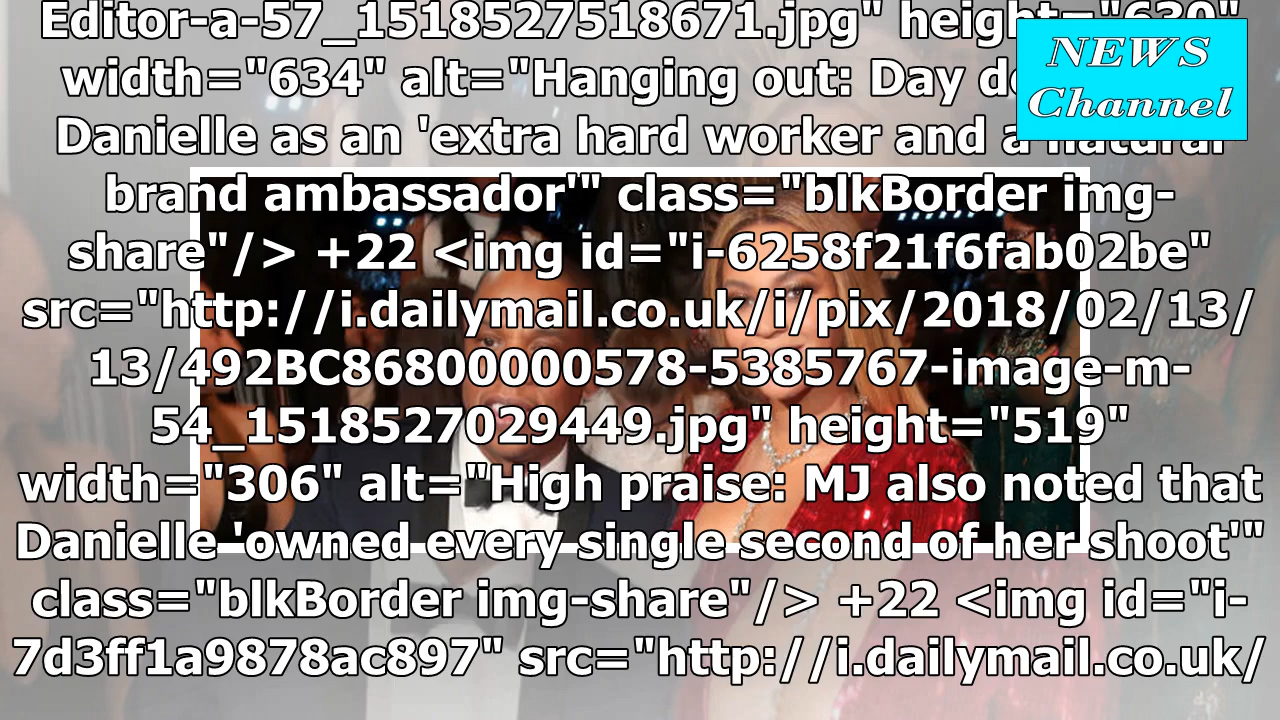 Editor-a-57_1518527518671.jpg" height="630"
width="634" alt="Hanging out: Day
Danielle as an 'extra hard worker and a natural
brand ambassador'" class="blkBorder img-
share"/> +22 <img id="i-6258f21f6fab02be"
src="http://i.dailymail.co.uk/i/pix/2018/02/13/
13/492BC86800000578-5385767-image-m-
54_1518527029449.jpg" height="519"
width="306" alt="High praise: MJ also noted that
Danielle 'owned every single second of her shoot'"
class="blkBorder img-share"/> +22 <img id="i-
7d3ff1a9878ac897" src="http://i.dailymail.co.uk/
NEWS
Channel